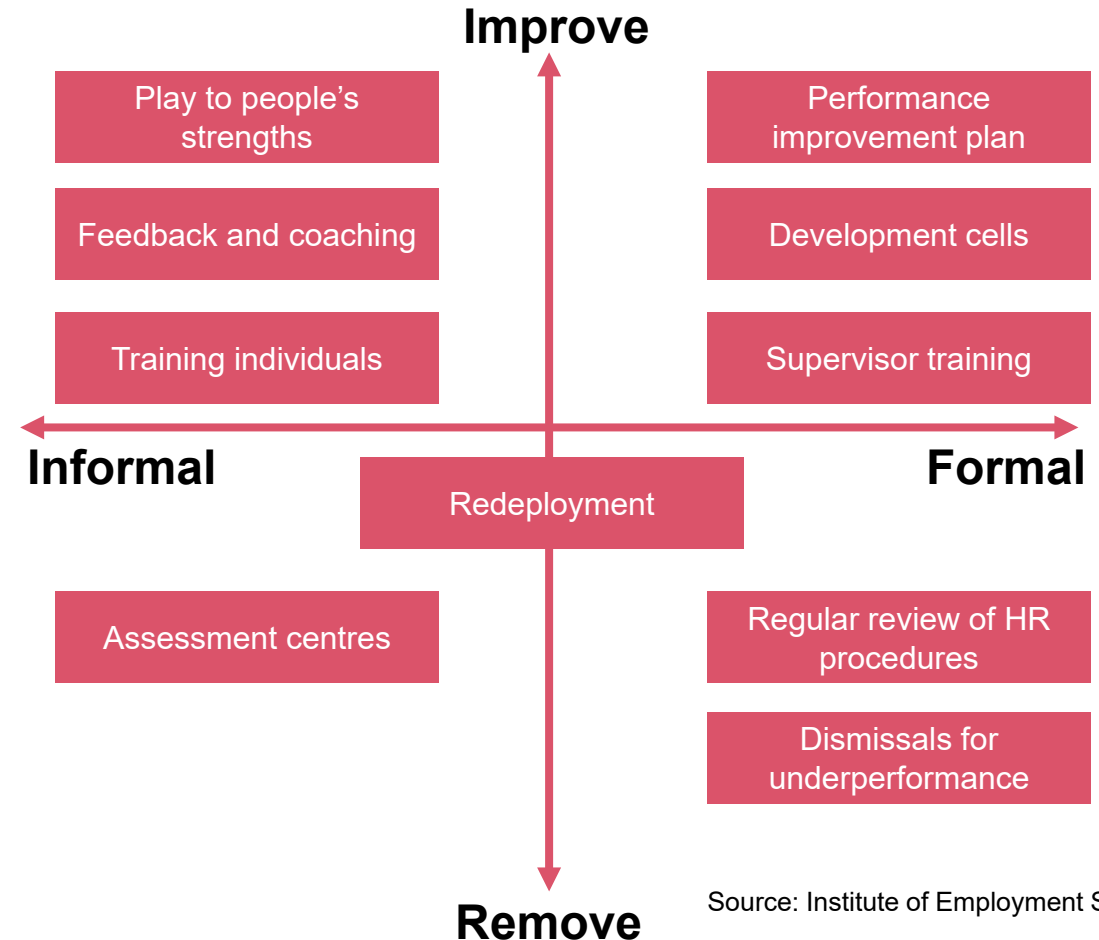 Improve
Play to people’s
strengths
Performance
improvement plan
Feedback and coaching
Development cells
Training individuals
Supervisor training
Informal
Formal
Redeployment
Assessment centres
Regular review of HR
procedures
Dismissals for
underperformance
Remove
Source: Institute of Employment